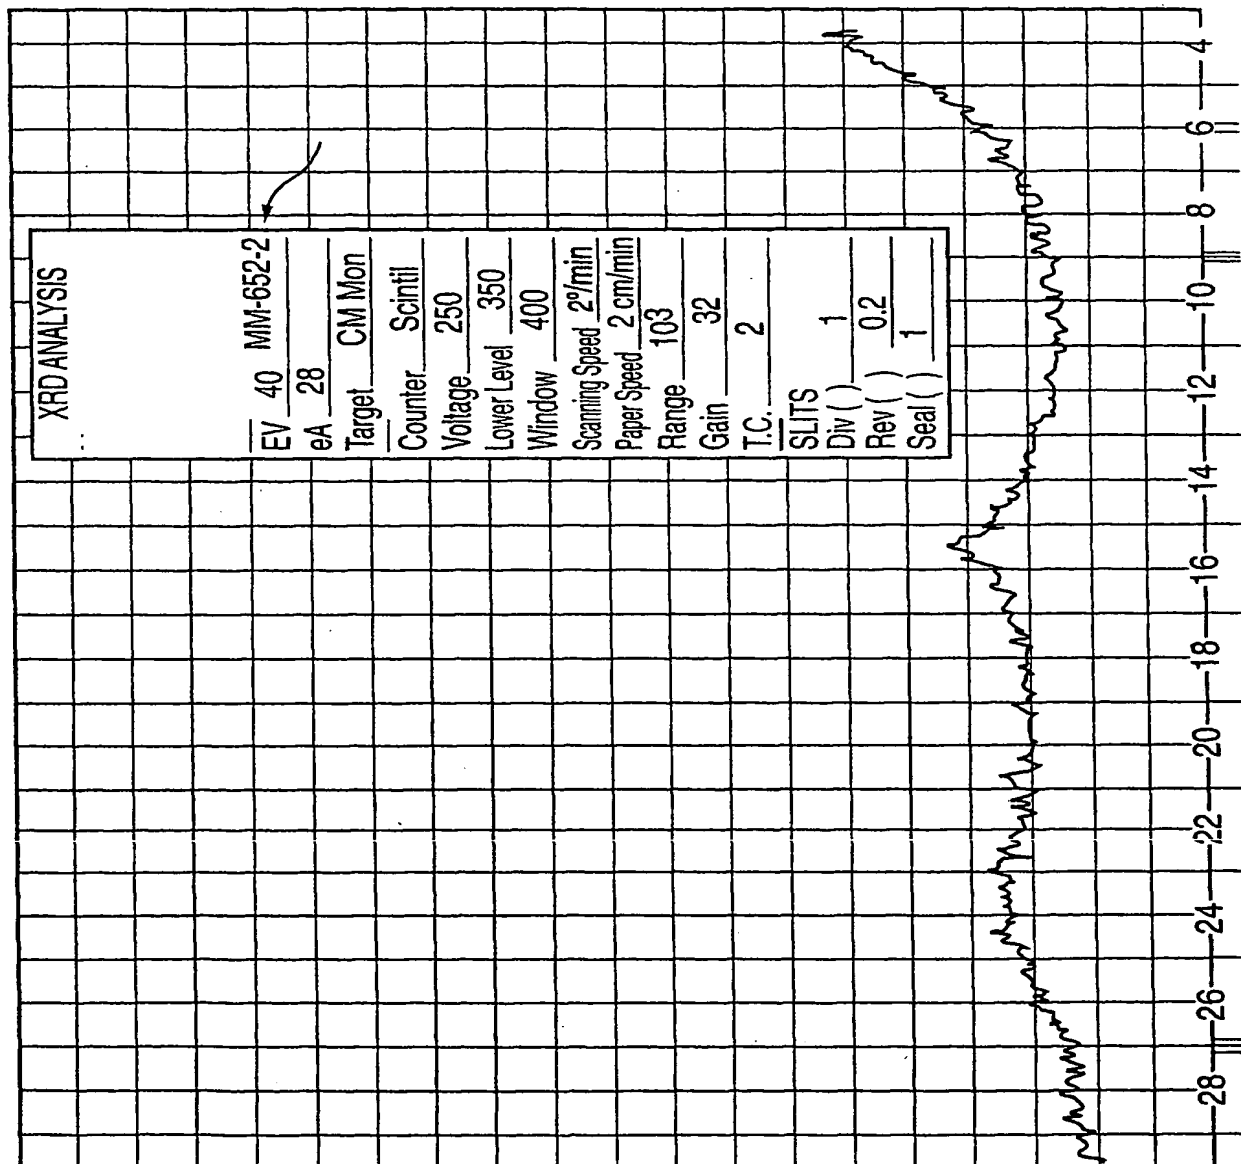 XRD ANALYSIS
MM-652-2
EV 40
eA 28
Target CM Mon
Counter Scintil
Voltage 250
Lower Level 350
Window 400
Scanning Speed 2°/min
Paper Speed 2 cm/min
Range 10³
Gain 32
T.C. 2
SLITS
Div ( ) 1
Rev ( ) 0.2
Seal ( ) 1
4
6
8
10
12
14
16
18
20
22
24
26
28